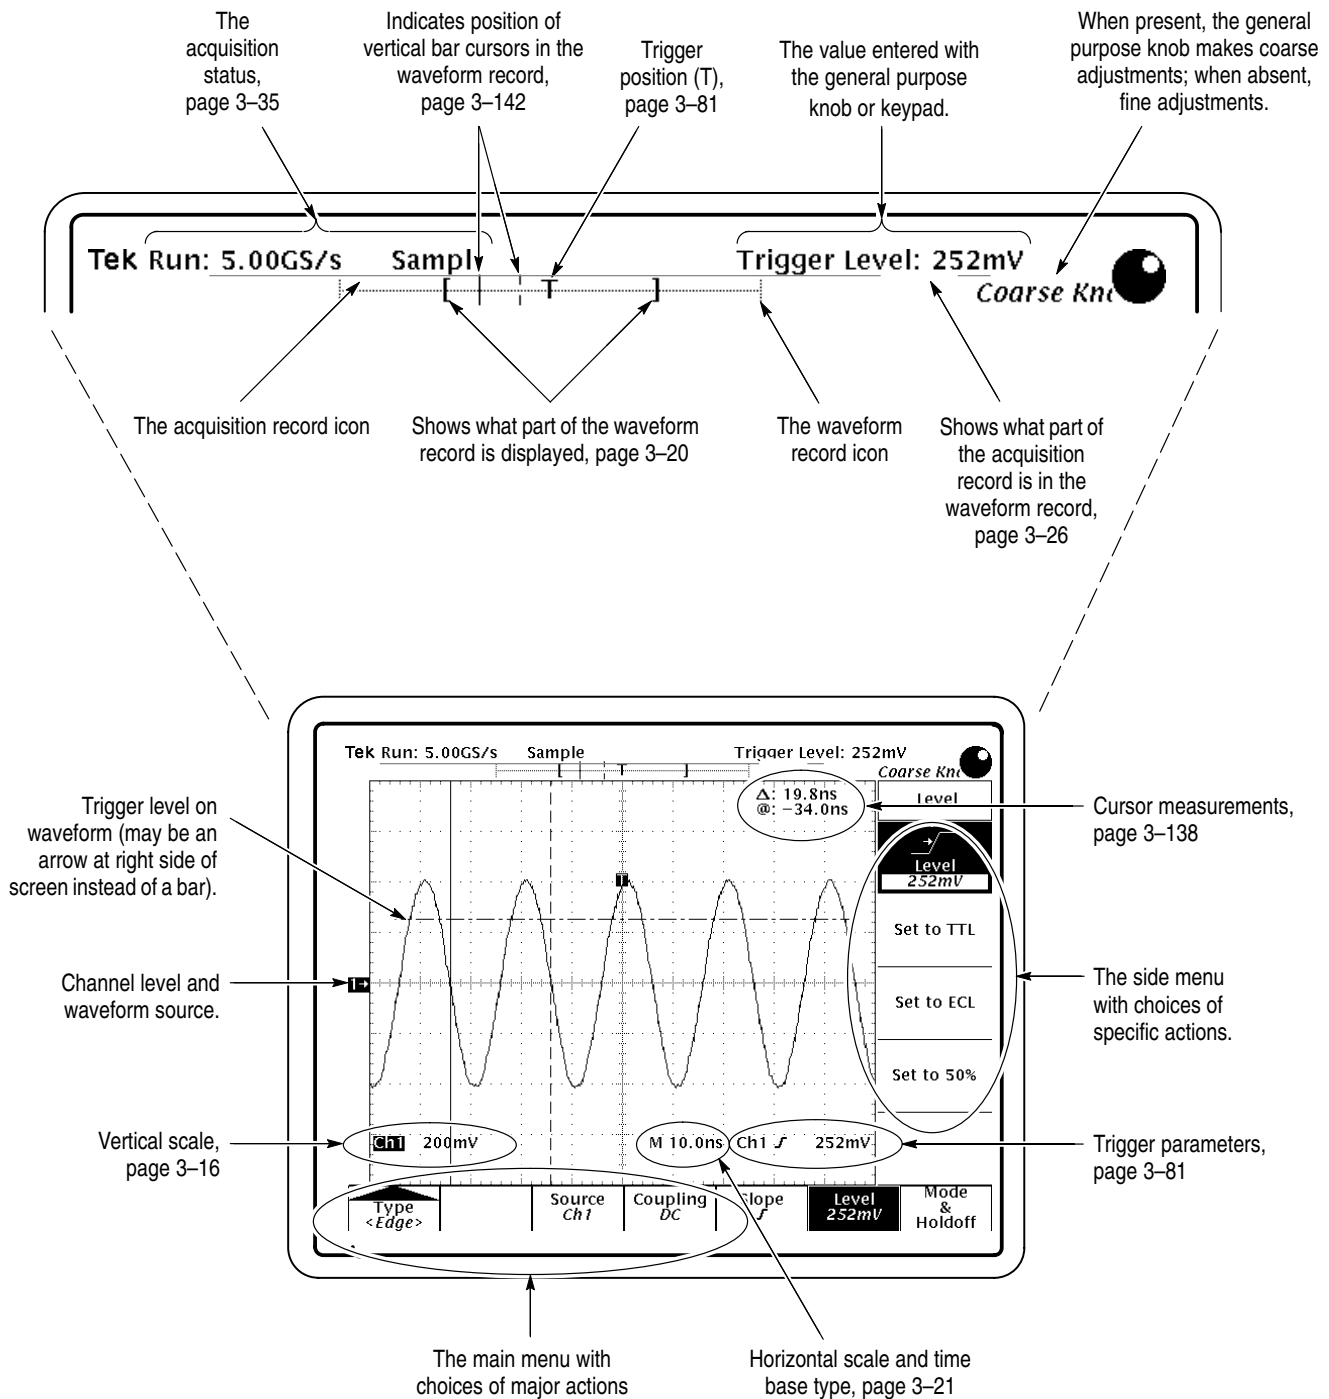 The
acquisition
status,
page 3–35
Indicates position of
vertical bar cursors in the
waveform record,
page 3–142
Trigger
position (T),
page 3–81
The value entered with
the general purpose
knob or keypad.
When present, the general
purpose knob makes coarse
adjustments; when absent,
fine adjustments.
Tek Run: 5.00GS/s Sampl Trigger Level: 252mV
[ T ]
Coarse Kn
The acquisition record icon
Shows what part of the waveform
record is displayed, page 3–20
The waveform
record icon
Shows what part of
the acquisition
record is in the
waveform record,
page 3–26
Tek Run: 5.00GS/s Sample Trigger Level: 252mV
[ T ]
Coarse Kn
Δ: 19.8ns
@: −34.0ns
Level
Level
252mV
Set to TTL
Set to ECL
Set to 50%
T
1→
Trigger level on
waveform (may be an
arrow at right side of
screen instead of a bar).
Channel level and
waveform source.
Vertical scale,
page 3–16
Cursor measurements,
page 3–138
The side menu
with choices of
specific actions.
Trigger parameters,
page 3–81
Ch1 200mV M 10.0ns Ch1 252mV
Type
<Edge>
Source
Ch1
Coupling
DC
Slope
Level
252mV
Mode
&
Holdoff
The main menu with
choices of major actions
Horizontal scale and time
base type, page 3–21